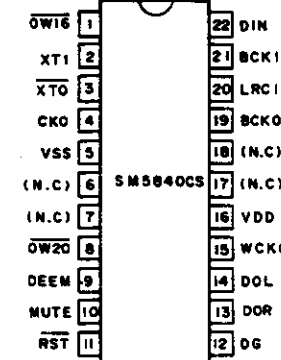 OW16 1 22 DIN
XTI 2 21 BCKI
XTO 3 20 LRCI
CKO 4 19 BCKO
VSS 5 18 (N.C)
(N.C) 6 SM5840CS 17 (N.C)
(N.C) 7 16 VDD
OW20 8 15 WCKO
DEEM 9 14 DOL
MUTE 10 13 DOR
RST 11 12 DG